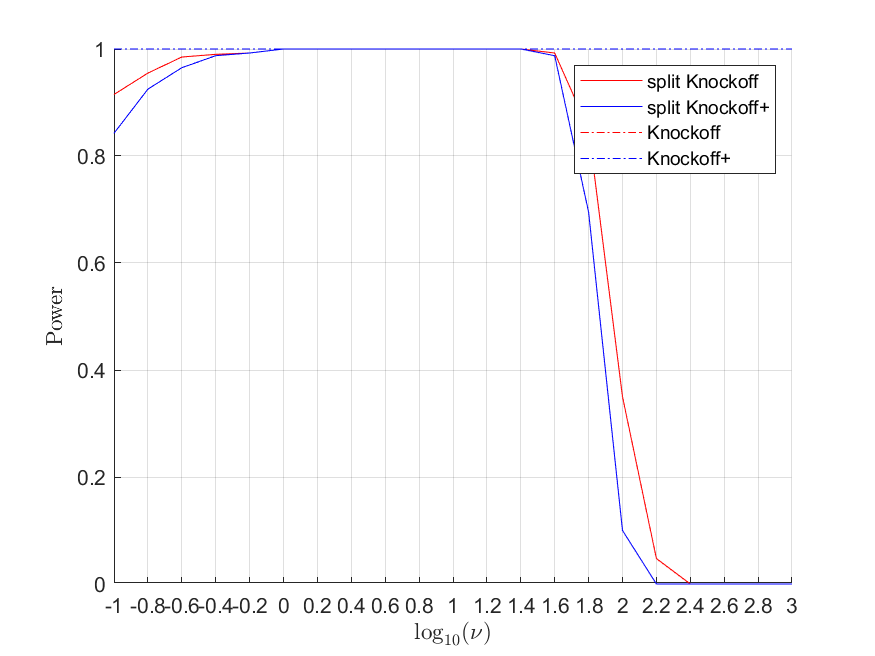 1
0.8
0.6
0.4
0.2
0
Power
split Knockoff
split Knockoff+
Knockoff
Knockoff+
-1 -0.8 -0.6 -0.4 -0.2 0 0.2 0.4 0.6 0.8 1 1.2 1.4 1.6 1.8 2 2.2 2.4 2.6 2.8 3
log₁₀(ν)